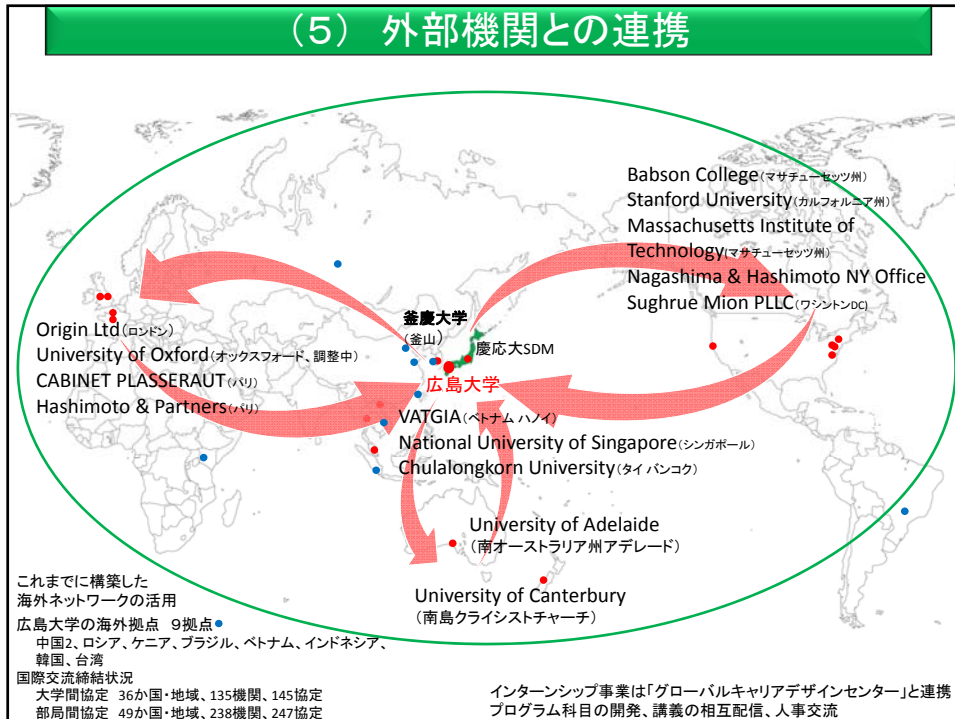 （5） 外部機関との連携
Babson College（マサチューセッツ州）
Stanford University（カルフォルニア州）
Massachusetts Institute of
Technology（マサチューセッツ州）
Nagashima & Hashimoto NY Office
Sughrue Mion PLLC（ワシントンDC）
Origin Ltd（ロンドン）
University of Oxford（オックスフォード、調整中）
CABINET PLASSERAUT（パリ）
Hashimoto & Partners（パリ）
釜慶大学
（釜山）
慶応大SDM
広島大学
VATGIA（ベトナム ハノイ）
National University of Singapore（シンガポール）
Chulalongkorn University（タイ バンコク）
University of Adelaide
（南オーストラリア州アデレード）
University of Canterbury
（南島クライシストチャーチ）
これまでに構築した
海外ネットワークの活用
広島大学の海外拠点 9拠点●
中国2、ロシア、ケニア、ブラジル、ベトナム、インドネシア、
韓国、台湾
国際交流締結状況
大学間協定 36か国・地域、135機関、145協定
部局間協定 49か国・地域、238機関、247協定
インターンシップ事業は「グローバルキャリアデザインセンター」と連携
プログラム科目の開発、講義の相互配信、人事交流